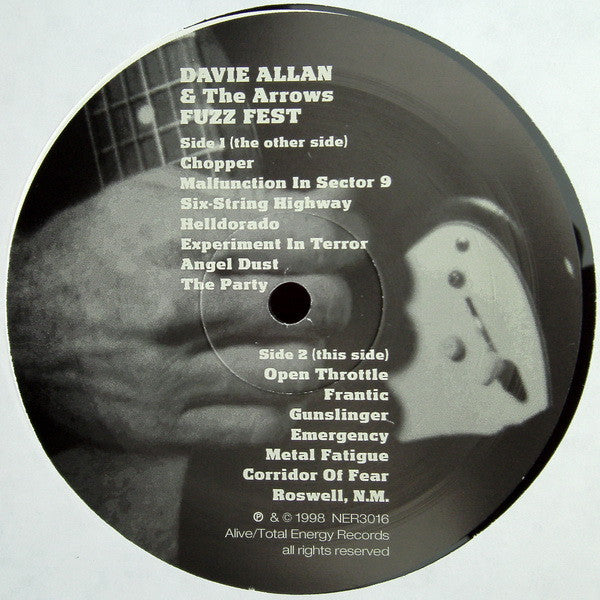 DAVIE ALLAN
& The Arrows
FUZZ FEST
Side 1 (the other side)
Chopper
Malfunction In Sector 9
Six-String Highway
Helldorado
Experiment In Terror
Angel Dust
The Party
Side 2 (this side)
Open Throttle
Frantic
Gunslinger
Emergency
Metal Fatigue
Corridor Of Fear
Roswell, N.M.
℗ & © 1998 NER3016
Alive/Total Energy Records
all rights reserved